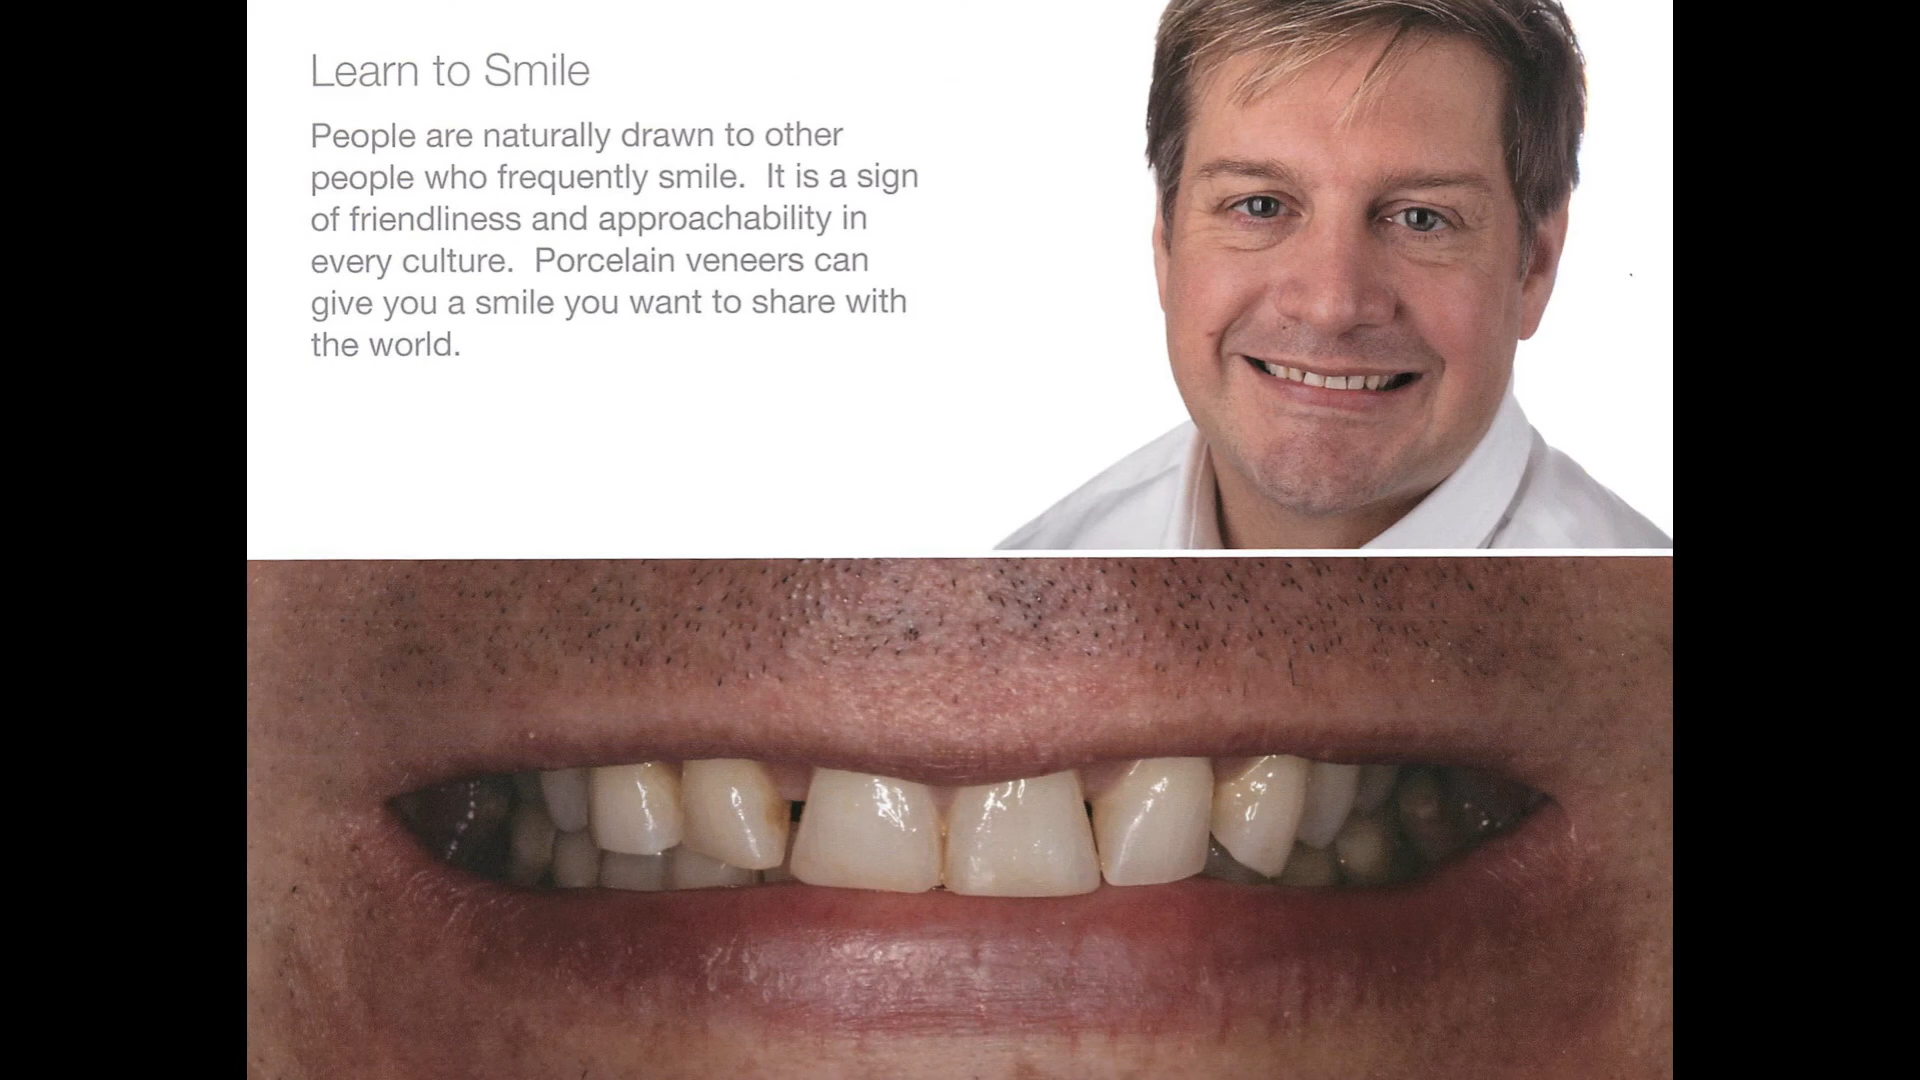 Learn to Smile
People are naturally drawn to other
people who frequently smile.  It is a sign
of friendliness and approachability in
every culture.  Porcelain veneers can
give you a smile you want to share with
the world.